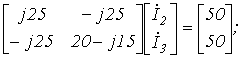 [ j25 − j25 ] [ İ₂ ] = [ 50 ]
[ − j25 20 − j15 ] [ İ₃ ] = [ 50 ];